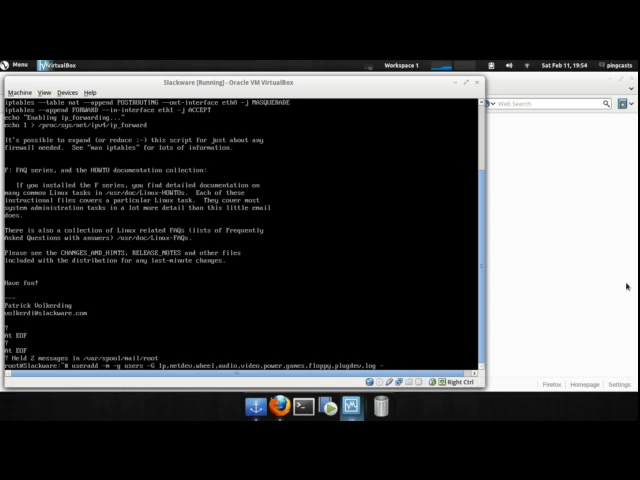 Menu VirtualBox Workspace 1 Sat Feb 11, 19:54 pingcasts
Slackware [Running] - Oracle VM VirtualBox
Machine View Devices Help
Web Search
iptables --table nat --append POSTROUTING --out-interface eth0 -j MASQUERADE
iptables --append FORWARD --in-interface eth1 -j ACCEPT
echo "Enabling ip_forwarding..."
echo 1 > /proc/sys/net/ipv4/ip_forward
It's possible to expand (or reduce :-) this script for just about any
firewall needed. See "man iptables" for lots of information.
F: FAQ series, and the HOWTO documentation collection:
If you installed the F series, you find detailed documentation on
many common Linux tasks in /usr/doc/Linux-HOWTOs. Each of these
instructional files covers a particular Linux task. They cover most
system administration tasks in a lot more detail than this little email
does.
There is also a collection of Linux related FAQs (lists of Frequently
Asked Questions with answers) /usr/doc/Linux-FAQs.
Please see the CHANGES_AND_HINTS, RELEASE_NOTES and other files
included with the distribution for any last-minute changes.
Have fun!
---
Patrick Volkerding
volkerdi@slackware.com
?
At EOF
?
At EOF
? Held 2 messages in /var/spool/mail/root
root@Slackware:~# useradd -m -g users -G lp,netdev,wheel,audio,video,power,games,floppy,plugdev,log -
Right Ctrl
Firefox Homepage Settings